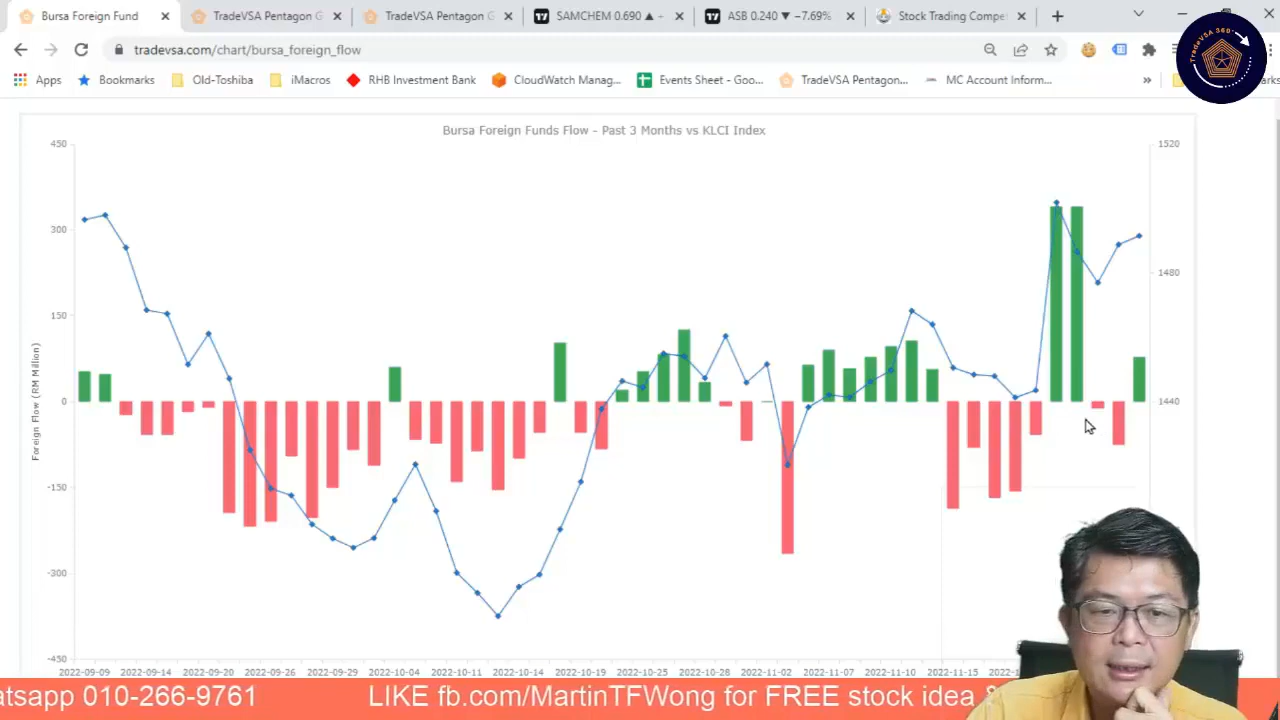 Bursa Foreign Fund
TradeVSA Pentagon G
TradeVSA Pentagon G
SAMCHEM 0.690 ▲
ASB 0.240 ▼ −7.69%
Stock Trading Compe
tradevsa.com/chart/bursa_foreign_flow
Apps
Bookmarks
Old-Toshiba
iMacros
RHB Investment Bank
CloudWatch Manag...
Events Sheet - Goo...
TradeVSA Pentagon...
MC Account Inform...
»
TradeVSA 360°
Bursa Foreign Funds Flow - Past 3 Months vs KLCI Index
450
300
150
0
-150
-300
-450
Foreign Flow (RM Million)
1520
1480
1440
2022-09-09
2022-09-14
2022-09-20
2022-09-26
2022-09-29
2022-10-04
2022-10-11
2022-10-14
2022-10-25
2022-10-28
2022-11-02
2022-11-07
2022-11-10
2022-11-15
atsapp 010-266-9761
LIKE fb.com/MartinTFWong for FREE stock idea